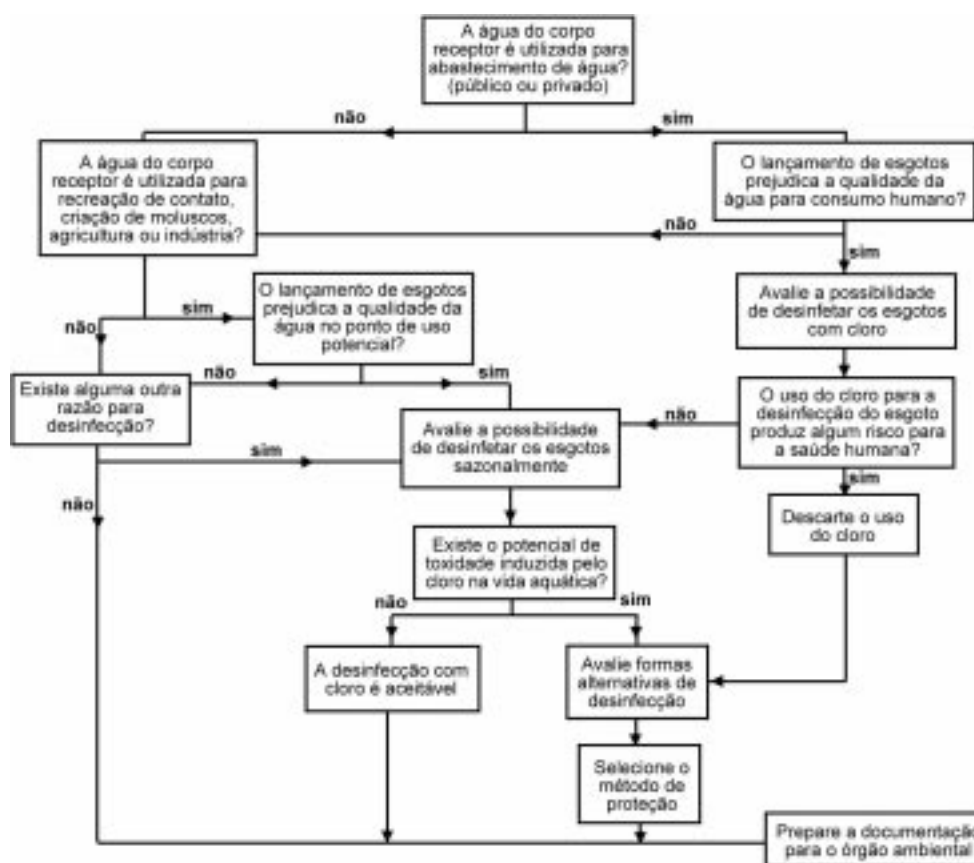 A água do corpo
receptor é utilizada para
abastecimento de água?
(público ou privado)
não
sim
A água do corpo
receptor é utilizada para
recreação de contato,
criação de moluscos,
agricultura ou indústria?
O lançamento de esgotos
prejudica a qualidade da
água para consumo humano?
não
sim
O lançamento de esgotos
prejudica a qualidade da
água no ponto de uso
potencial?
sim
não
Avalie a possibilidade
de desinfetar os esgotos
com cloro
não
sim
Existe alguma outra
razão para
desinfecção?
O uso do cloro para a
desinfecção do esgoto
produz algum risco para
a saúde humana?
não
Avalie a possibilidade
de desinfetar os esgotos
sazonalmente
sim
sim
não
Descarte o uso
do cloro
Existe o potencial de
toxidade induzida pelo
cloro na vida aquática?
não
sim
A desinfecção com
cloro é aceitável
Avalie formas
alternativas de
desinfecção
Selecione o
método de
proteção
Prepare a documentação
para o órgão ambiental